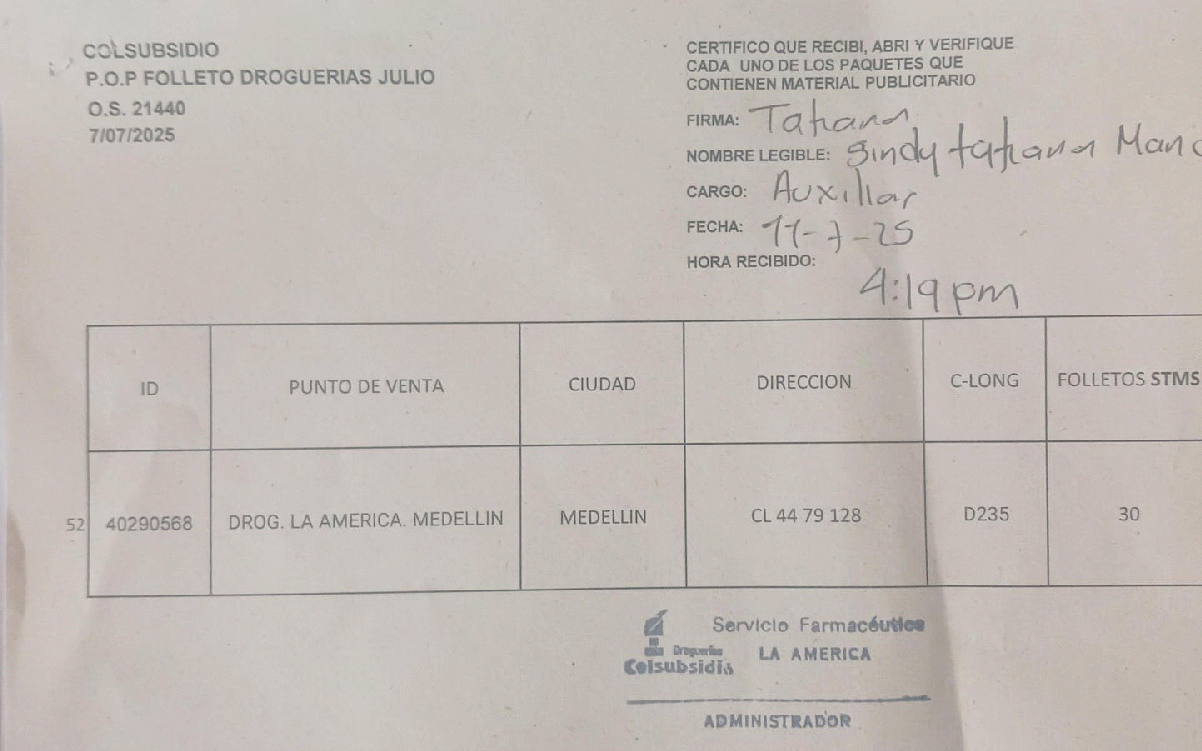 COLSUBSIDIO
P.O.P FOLLETO DROGUERIAS JULIO
O.S. 21440
7/07/2025
CERTIFICO QUE RECIBI, ABRI Y VERIFIQUE
CADA UNO DE LOS PAQUETES QUE
CONTIENEN MATERIAL PUBLICITARIO
FIRMA: Tatiana
NOMBRE LEGIBLE: Sindy tatiana
CARGO: Auxiliar
FECHA: 11-7-25
HORA RECIBIDO:
4:19 pm
ID PUNTO DE VENTA CIUDAD DIRECCION C-LONG FOLLETOS STMS
52 40290568 DROG. LA AMERICA. MEDELLIN MEDELLIN CL 44 79 128 D235 30
Servicio Farmacéutico
Droguerías
Colsubsidio
LA AMERICA
ADMINISTRADOR